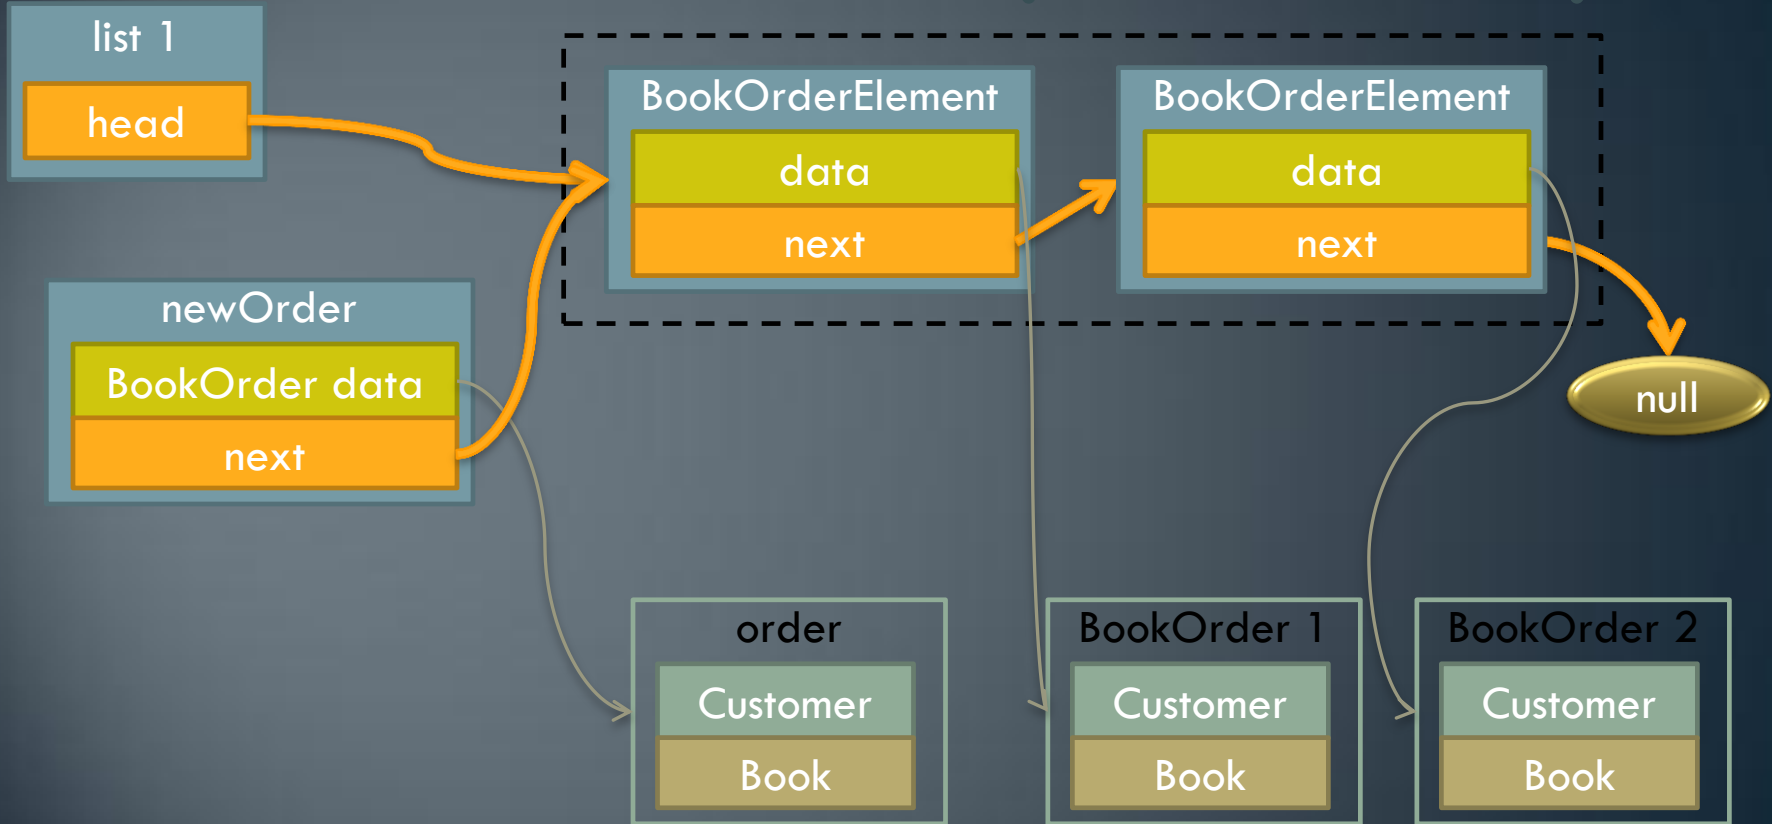 list 1
head
BookOrderElement
data
next
BookOrderElement
data
next
newOrder
BookOrder data
next
null
order
Customer
Book
BookOrder 1
Customer
Book
BookOrder 2
Customer
Book